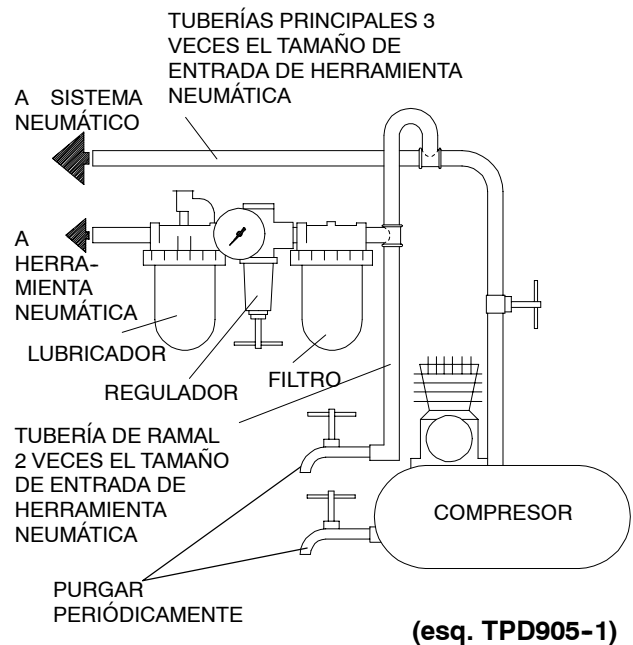 TUBERÍAS PRINCIPALES 3
VECES EL TAMAÑO DE
ENTRADA DE HERRAMIENTA
NEUMÁTICA
A SISTEMA
NEUMÁTICO
A
HERRA-
MIENTA
NEUMÁTICA
LUBRICADOR
REGULADOR
FILTRO
TUBERÍA DE RAMAL
2 VECES EL TAMAÑO
DE ENTRADA DE
HERRAMIENTA
NEUMÁTICA
COMPRESOR
PURGAR
PERIÓDICAMENTE
(esq. TPD905-1)